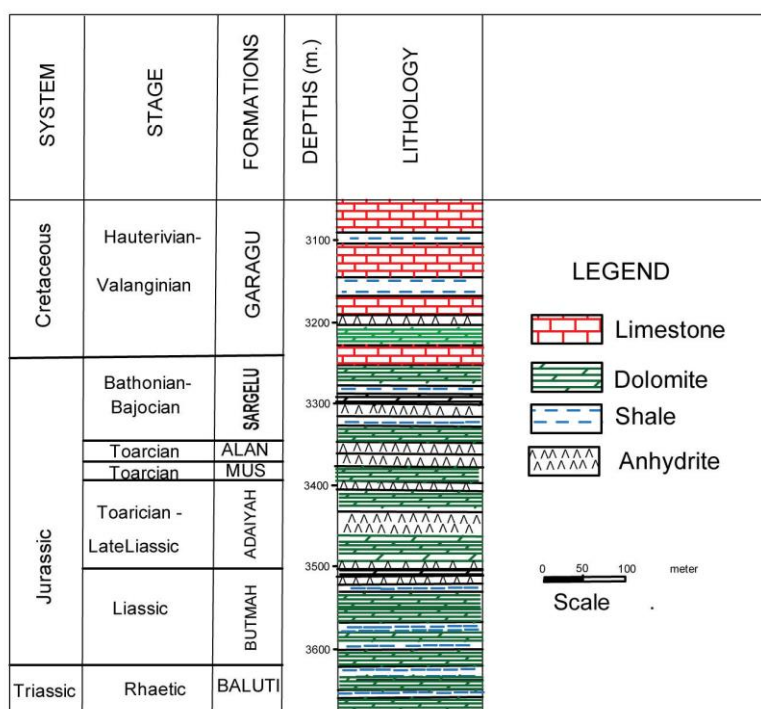 SYSTEM
STAGE
FORMATIONS
DEPTHS (m.)
LITHOLOGY
Cretaceous
Hauterivian-
Valanginian
GARAGU
3100
3200
Jurassic
Bathonian-
Bajocian
SARGELU
3300
Toarcian
ALAN
Toarcian
MUS
3400
Toarician -
LateLiassic
ADAIYAH
3500
Liassic
BUTMAH
3600
Triassic
Rhaetic
BALUTI
LEGEND
Limestone
Dolomite
Shale
Anhydrite
0 50 100 meter
Scale .